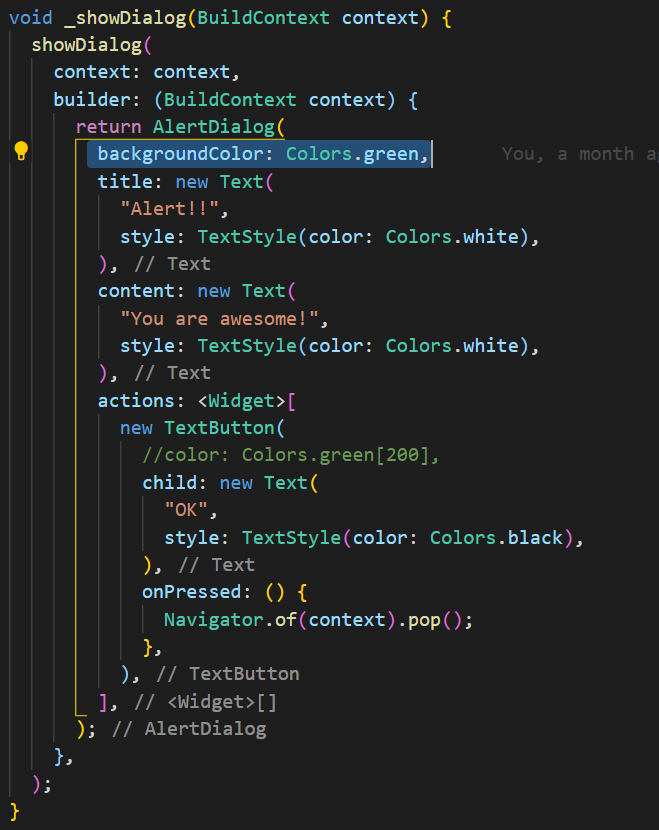 void _showDialog(BuildContext context) {
  showDialog(
    context: context,
    builder: (BuildContext context) {
      return AlertDialog(
        backgroundColor: Colors.green,      You, a month
        title: new Text(
          "Alert!!",
          style: TextStyle(color: Colors.white),
        ), // Text
        content: new Text(
          "You are awesome!",
          style: TextStyle(color: Colors.white),
        ), // Text
        actions: <Widget>[
          new TextButton(
            //color: Colors.green[200],
            child: new Text(
              "OK",
              style: TextStyle(color: Colors.black),
            ), // Text
            onPressed: () {
              Navigator.of(context).pop();
            },
          ), // TextButton
        ], // <Widget>[]
      ); // AlertDialog
    },
  );
}